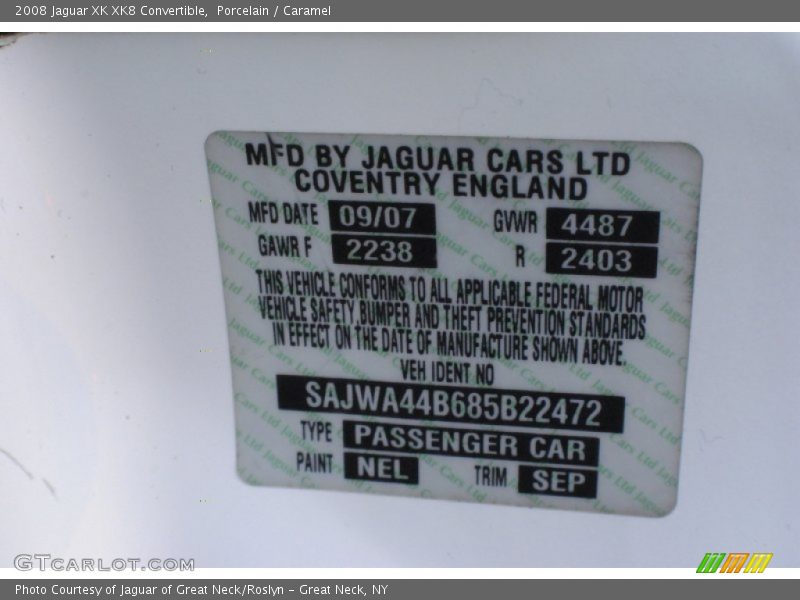 2008 Jaguar XK XK8 Convertible,  Porcelain / Caramel
MFD BY JAGUAR CARS LTD
COVENTRY ENGLAND
MFD DATE 09/07 GVWR 4487
GAWR F 2238 R 2403
THIS VEHICLE CONFORMS TO ALL APPLICABLE FEDERAL MOTOR
VEHICLE SAFETY,BUMPER AND THEFT PREVENTION STANDARDS
IN EFFECT ON THE DATE OF MANUFACTURE SHOWN ABOVE.
VEH IDENT NO
SAJWA44B685B22472
TYPE PASSENGER CAR
PAINT NEL TRIM SEP
GTCARLOT.COM
Photo Courtesy of Jaguar of Great Neck/Roslyn - Great Neck, NY